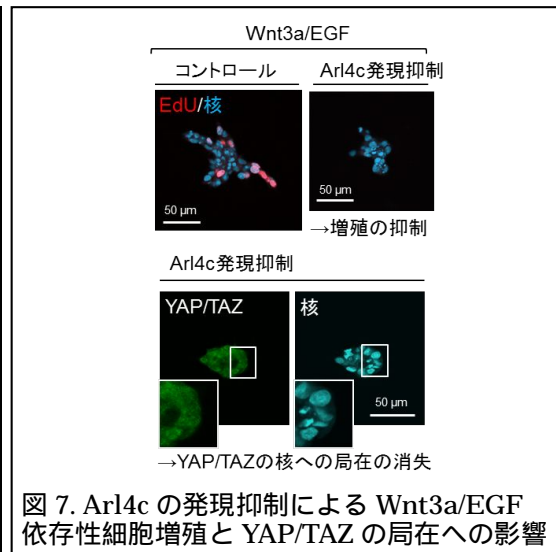 Wnt3a/EGF
コントロール Arl4c発現抑制
EdU/核
50 μm 50 μm
→増殖の抑制
Arl4c発現抑制
YAP/TAZ 核
50 μm
→YAP/TAZの核への局在の消失
図 7. Arl4c の発現抑制による Wnt3a/EGF
依存性細胞増殖と YAP/TAZ の局在への影響